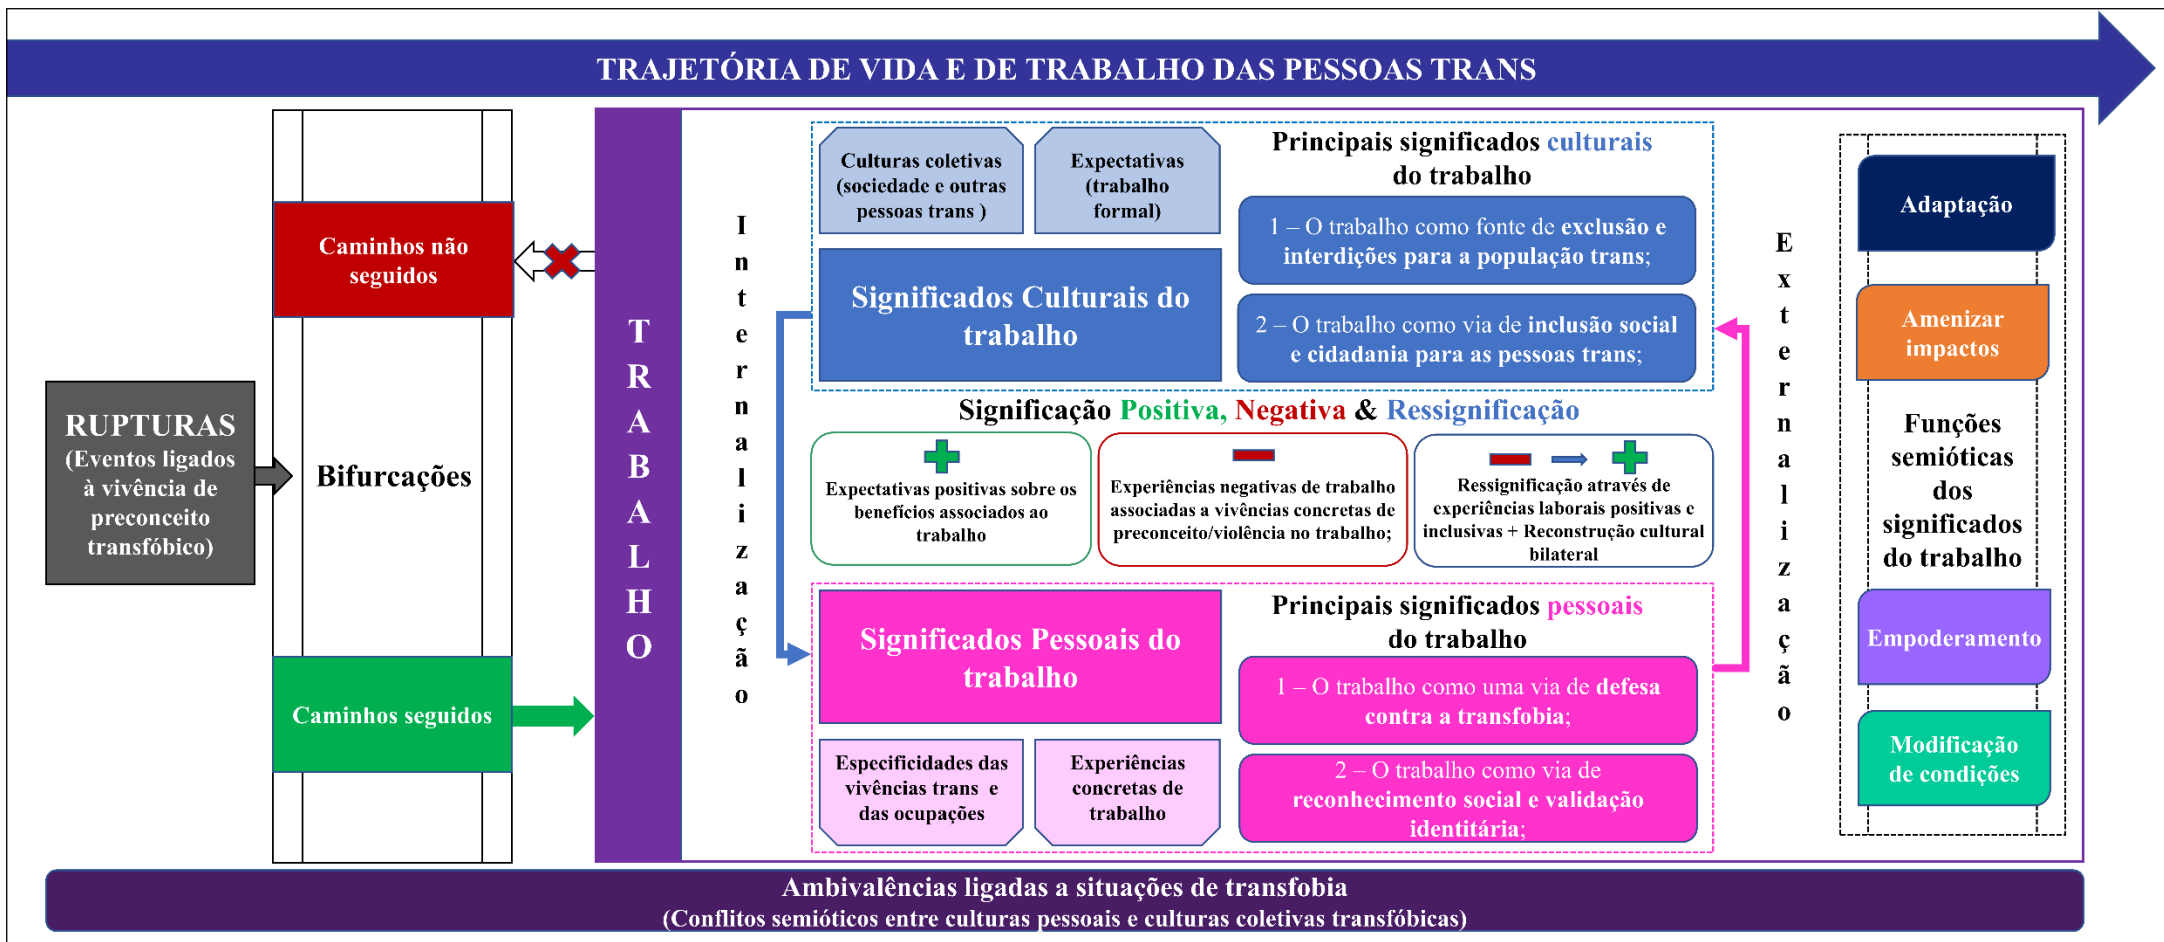 TRAJETÓRIA DE VIDA E DE TRABALHO DAS PESSOAS TRANS
RUPTURAS
(Eventos ligados
à vivência de
preconceito
transfóbico)
Caminhos não
seguidos
Bifurcações
Caminhos seguidos
TRABALHO
Internalização
Culturas coletivas
(sociedade e outras
pessoas trans )
Expectativas
(trabalho
formal)
Significados Culturais do
trabalho
Principais significados culturais
do trabalho
1 – O trabalho como fonte de exclusão e
interdições para a população trans;
2 – O trabalho como via de inclusão social
e cidadania para as pessoas trans;
Significação Positiva, Negativa & Ressignificação
Expectativas positivas sobre os
benefícios associados ao
trabalho
Experiências negativas de trabalho
associadas a vivências concretas de
preconceito/violência no trabalho;
Ressignificação através de
experiências laborais positivas e
inclusivas + Reconstrução cultural
bilateral
Significados Pessoais do
trabalho
Especificidades das
vivências trans e
das ocupações
Experiências
concretas de
trabalho
Principais significados pessoais
do trabalho
1 – O trabalho como uma via de defesa
contra a transfobia;
2 – O trabalho como via de
reconhecimento social e validação
identitária;
Externalização
Adaptação
Amenizar
impactos
Funções
semióticas
dos
significados
do trabalho
Empoderamento
Modificação
de condições
Ambivalências ligadas a situações de transfobia
(Conflitos semióticos entre culturas pessoais e culturas coletivas transfóbicas)